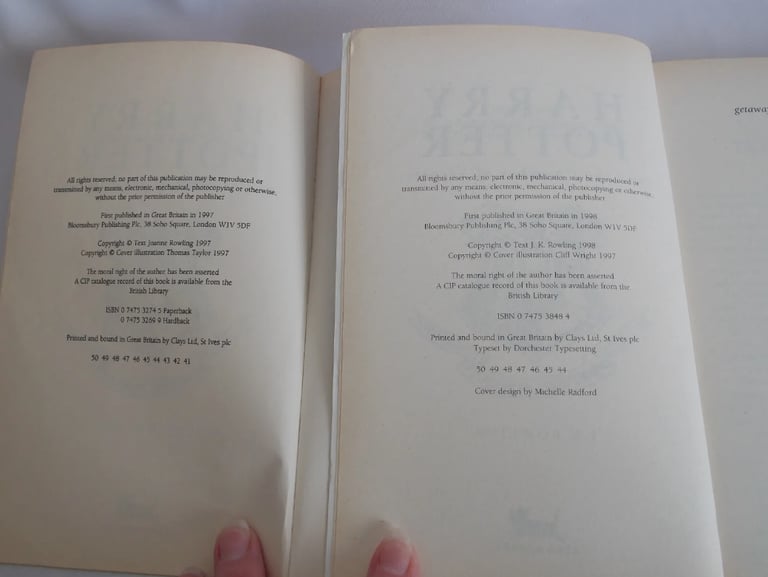 All rights reserved; no part of this publication may be reproduced or
transmitted by any means, electronic, mechanical, photocopying or otherwise,
without the prior permission of the publisher
First published in Great Britain in 1997
Bloomsbury Publishing Plc, 38 Soho Square, London W1V 5DF
Copyright © Text Joanne Rowling 1997
Copyright © Cover illustration Thomas Taylor 1997
The moral right of the author has been asserted
A CIP catalogue record of this book is available from the
British Library
ISBN 0 7475 3274 5 Paperback
0 7475 3269 9 Hardback
Printed and bound in Great Britain by Clays Ltd, St Ives plc
50 49 48 47 46 45 44 43 42 41
HARRY
POTTER
All rights reserved; no part of this publication may be reproduced or
transmitted by any means, electronic, mechanical, photocopying or otherwise,
without the prior permission of the publisher
First published in Great Britain in 1998
Bloomsbury Publishing Plc, 38 Soho Square, London W1V 5DF
Copyright © Text J. K. Rowling 1998
Copyright © Cover illustration Cliff Wright 1997
The moral right of the author has been asserted
A CIP catalogue record of this book is available from the
British Library
ISBN 0 7475 3848 4
Printed and bound in Great Britain by Clays Ltd, St Ives plc
Typeset by Dorchester Typesetting
50 49 48 47 46 45 44
Cover design by Michelle Radford